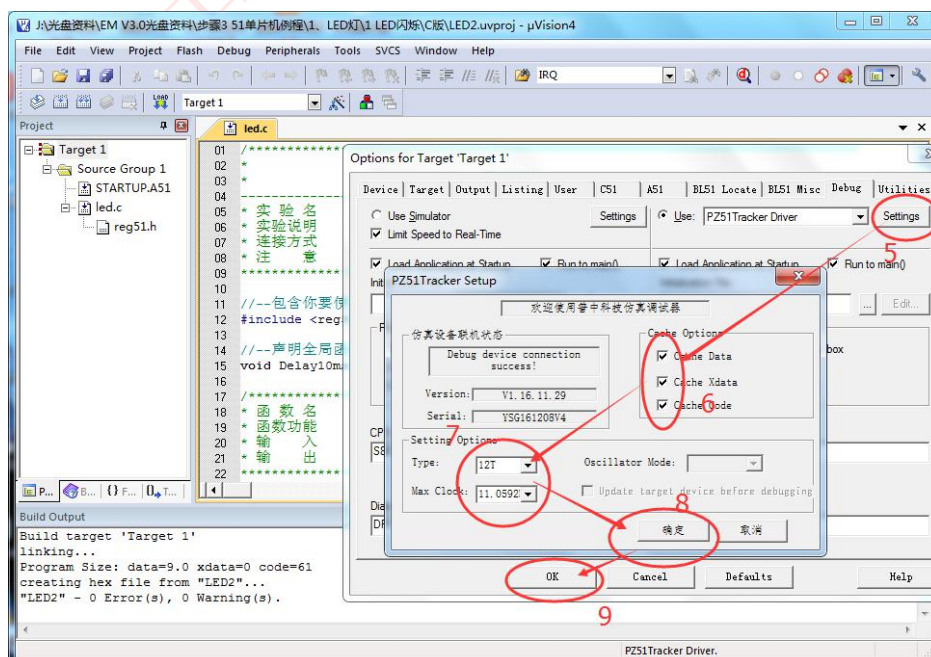 J:\光盘资料\EM V3.0光盘资料\步骤3 51单片机例程\1、LED灯\1 LED闪烁\C版\LED2.uvproj - µVision4
File Edit View Project Flash Debug Peripherals Tools SVCS Window Help
IRQ
Target 1
Project
Target 1
Source Group 1
STARTUP.A51
led.c
reg51.h
P... B... {} F... 0 T...
led.c
01 /************
02 *
03 *
04 ------------
05 * 实 验 名
06 * 实验说明
07 * 连接方式
08 * 注 意
09 *************
10
11 //--包含你要使
12 #include <reg
13
14 //--声明全局函
15 void Delay10m
16
17 /************
18 * 函 数 名
19 * 函数功能
20 * 输 入
21 * 输 出
22 *************
Options for Target 'Target 1'
Device Target Output Listing User C51 A51 BL51 Locate BL51 Misc Debug Utilities
Use Simulator Settings Use: PZ51Tracker Driver Settings
5
Limit Speed to Real-Time
Load Application at Startup Run to main() Load Application at Startup Run to main()
... Edit...
PZ51Tracker Setup
欢迎使用普中科技仿真调试器
仿真设备联机状态
Debug device connection
success!
Version: V1.16.11.29
Serial: YSG161208V4
Cache Options
Cache Data
Cache Xdata
Cache Code
6
box
7
Setting Options
Type: 12T Oscillator Mode:
Max Clock: 11.0592 Update target device before debugging
8
确定 取消
OK Cancel Defaults Help
9
Build Output
Build target 'Target 1'
linking...
Program Size: data=9.0 xdata=0 code=61
creating hex file from "LED2"...
"LED2" - 0 Error(s), 0 Warning(s).
PZ51Tracker Driver.